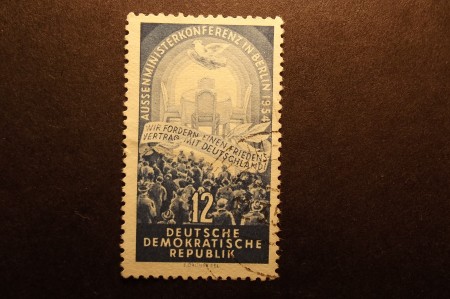 AUSSENMINISTERKONFERENZ IN BERLIN 1954
WIR FORDERN EINEN FRIEDENS
VERTRAG MIT DEUTSCHLAND!
12
DEUTSCHE
DEMOKRATISCHE
REPUBLIK